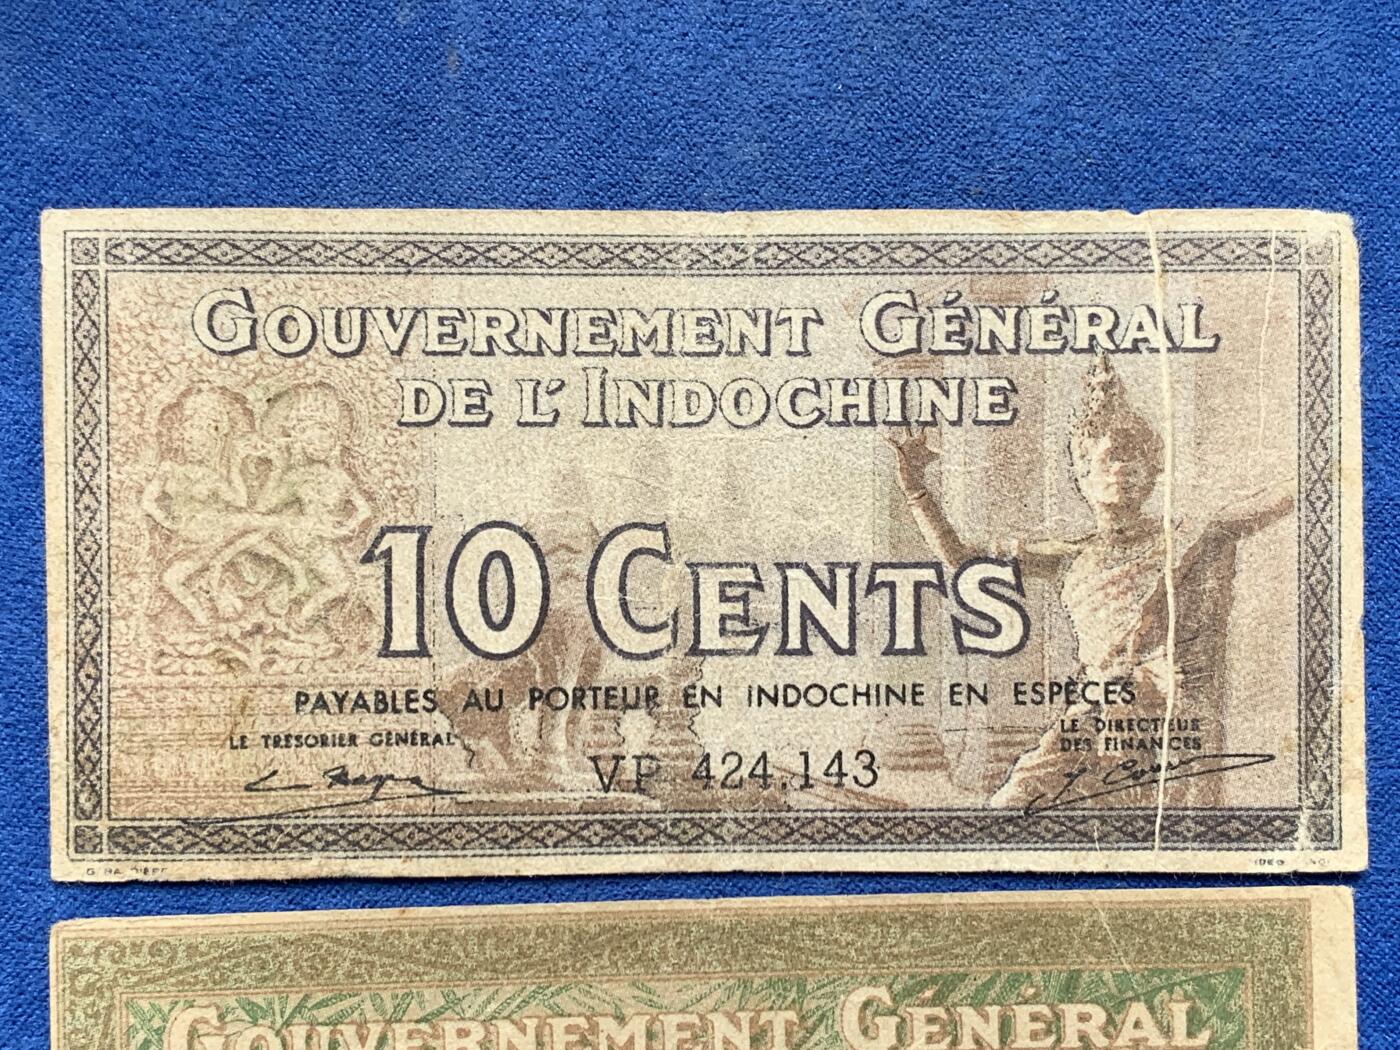 GOUVERNEMENT GÉNÉRAL
DE L'INDOCHINE
10 CENTS
PAYABLES AU PORTEUR EN INDOCHINE EN ESPÈCES
LE TRÉSORIER GÉNÉRAL
LE DIRECTEUR
DES FINANCES
VP 424.143
GOUVERNEMENT GÉNÉRAL